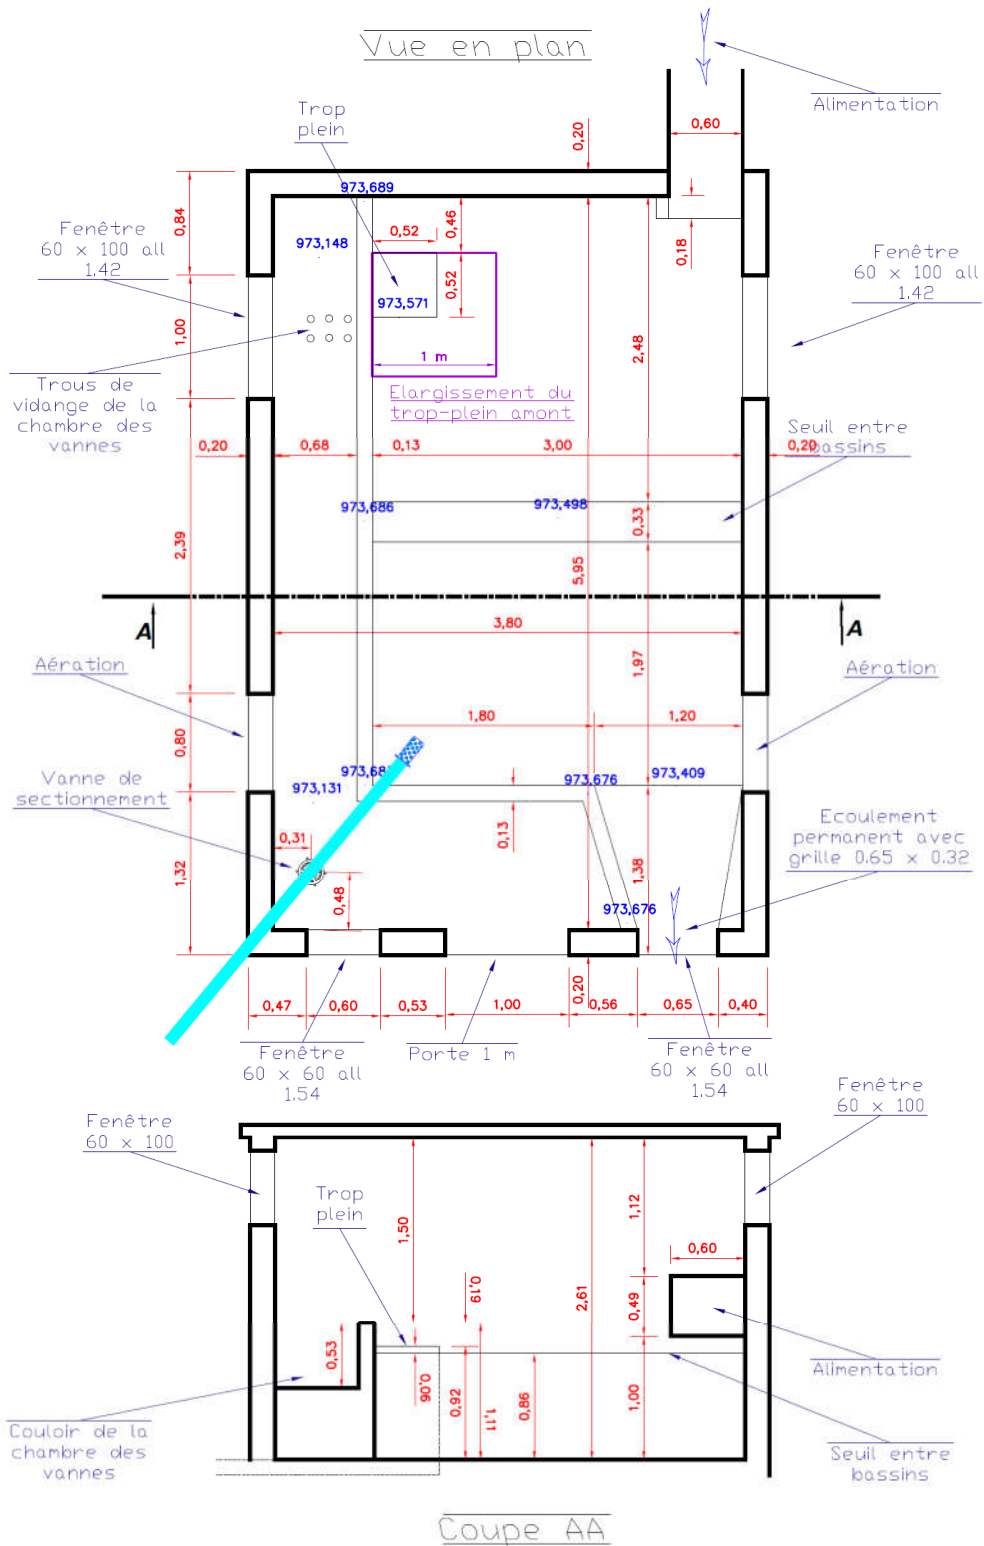 Vue en plan
Alimentation
Trop
plein
0,60
0,20
973,689
0,84
Fenêtre
60 x 100 all
1.42
973,148
0,52
0,46
0,18
Fenêtre
60 x 100 all
1.42
0,52
973,571
1,00
2,48
1 m
Trous de
vidange de la
chambre des
vannes
Elargissement du
trop-plein amont
Seuil entre
bassins
0,20
0,68
0,13
3,00
0,20
973,686
973,498
0,33
2,39
5,95
3,80
A
A
Aération
1,97
Aération
1,80
1,20
0,80
Vanne de
sectionnement
973,131
973,676
973,409
0,31
0,13
Ecoulement
permanent avec
grille 0.65 x 0.32
1,32
0,48
1,38
973,676
0,47
0,60
0,53
1,00
0,20
0,56
0,65
0,40
Fenêtre
60 x 60 all
1.54
Porte 1 m
Fenêtre
60 x 60 all
1.54
Fenêtre
60 x 100
Fenêtre
60 x 100
Trop
plein
1,50
1,12
0,60
0,19
2,61
0,49
0,53
0,06
0,92
1,11
0,86
1,00
Alimentation
Couloir de la
chambre des
vannes
Seuil entre
bassins
Coupe AA